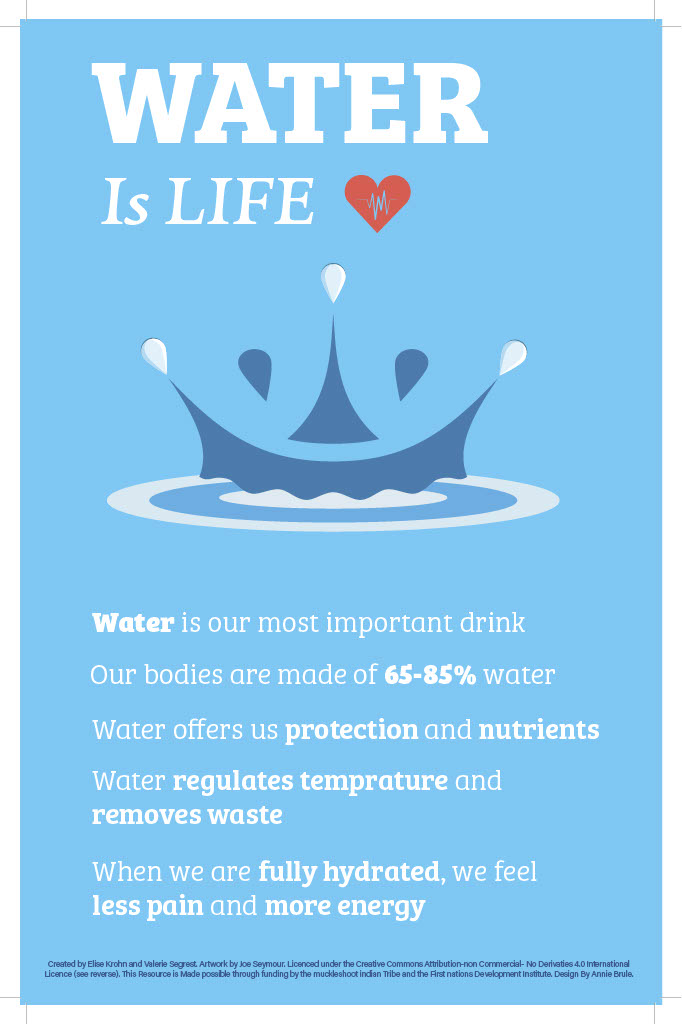 WATER
Is LIFE
Water is our most important drink
Our bodies are made of 65-85% water
Water offers us protection and nutrients
Water regulates temprature and
removes waste
When we are fully hydrated, we feel
less pain and more energy
Created by Elise Krohn and Valerie Segrest. Artwork by Joe Seymour. Licenced under the Creative Commons Attribution-non Commercial- No Derivaties 4.0 International
Licence (see reverse). This Resource is Made possible through funding by the muckleshoot indian Tribe and the First nations Development Institute. Design By Annie Brule.